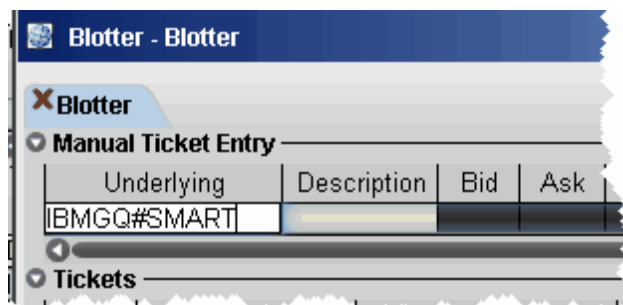 Blotter - Blotter
Blotter
Manual Ticket Entry
Underlying Description Bid Ask
IBMGQ#SMART
Tickets